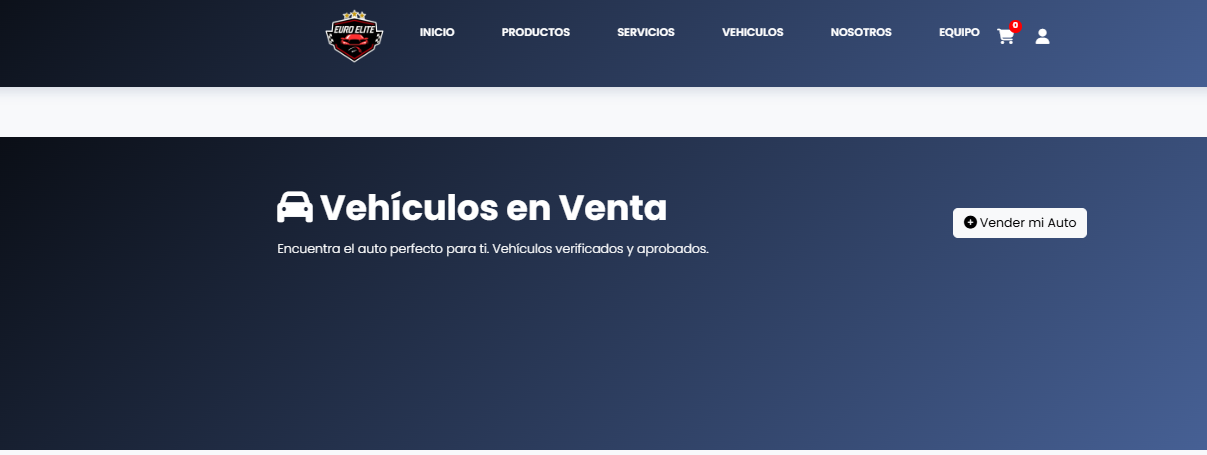 EURO ELITE
INICIO
PRODUCTOS
SERVICIOS
VEHICULOS
NOSOTROS
EQUIPO
0
Vehículos en Venta
Encuentra el auto perfecto para ti. Vehículos verificados y aprobados.
Vender mi Auto